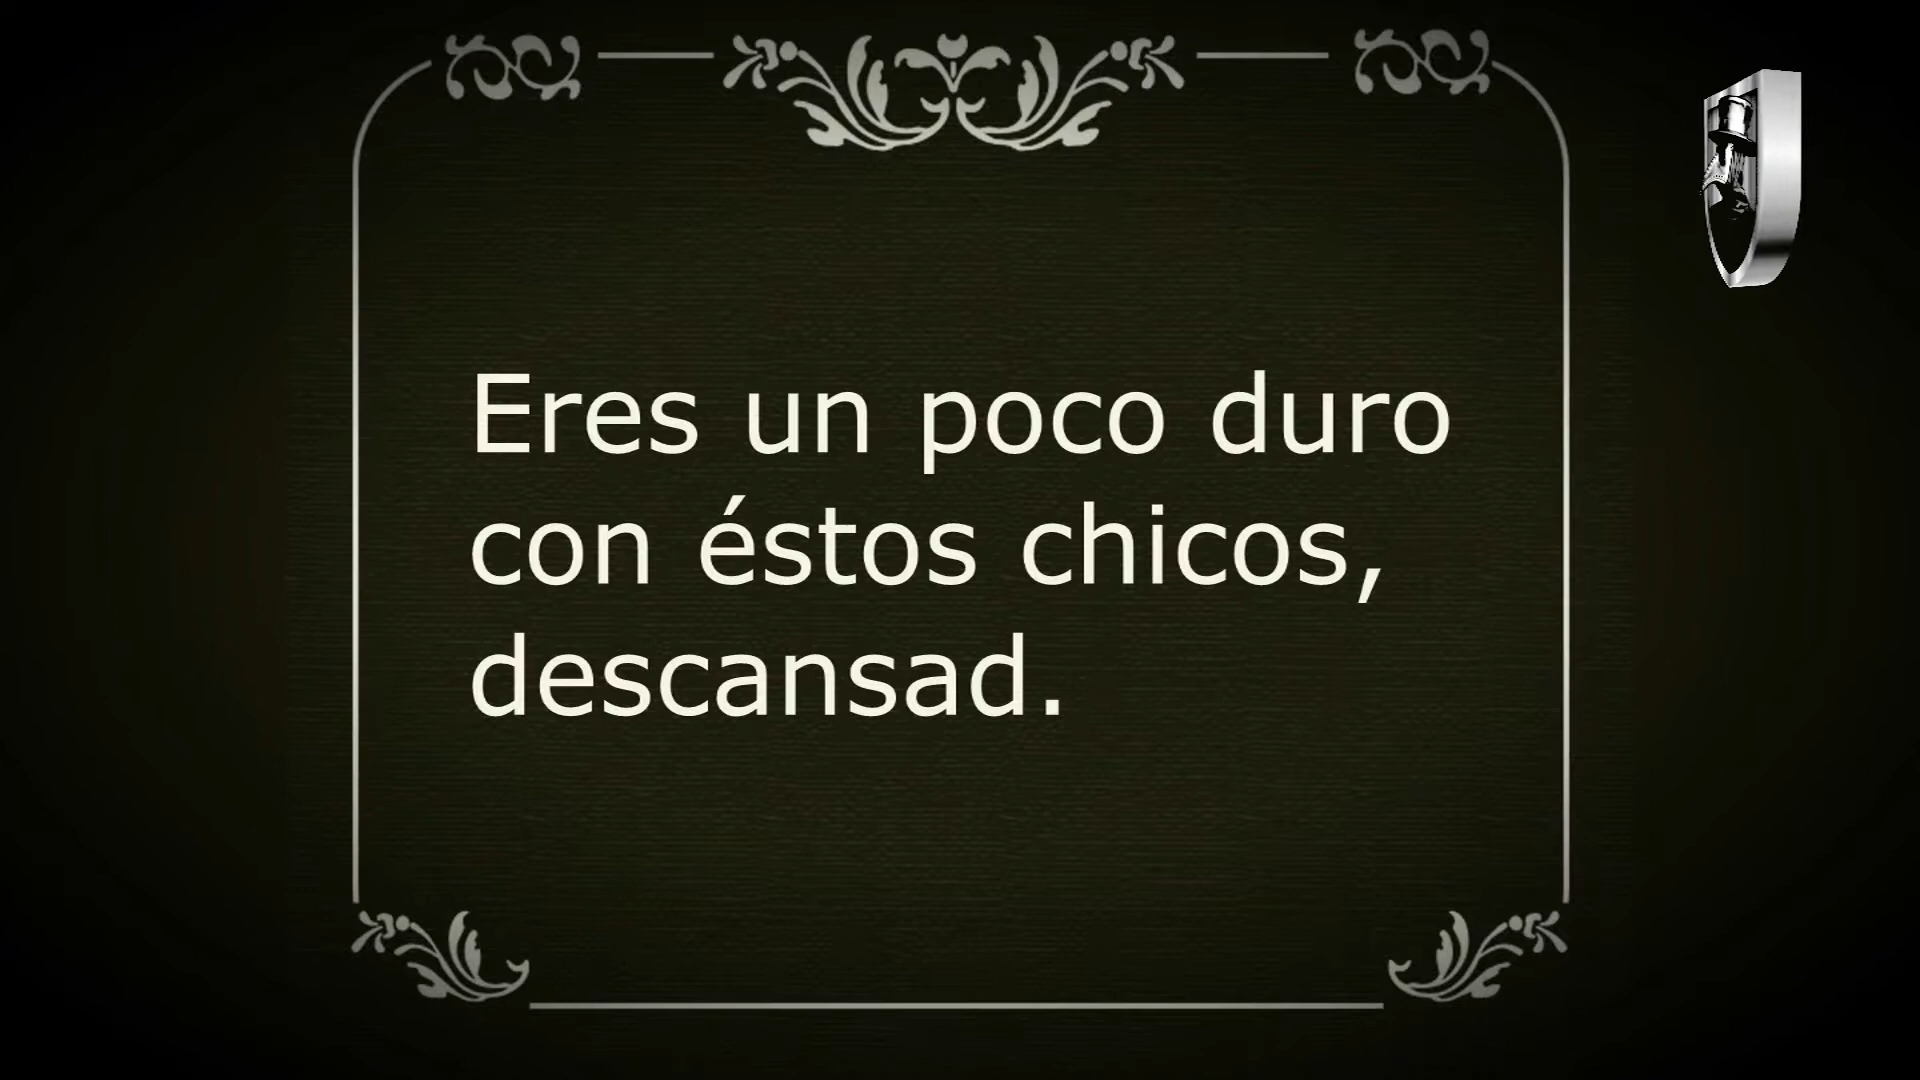 Eres un poco duro
con éstos chicos,
descansad.